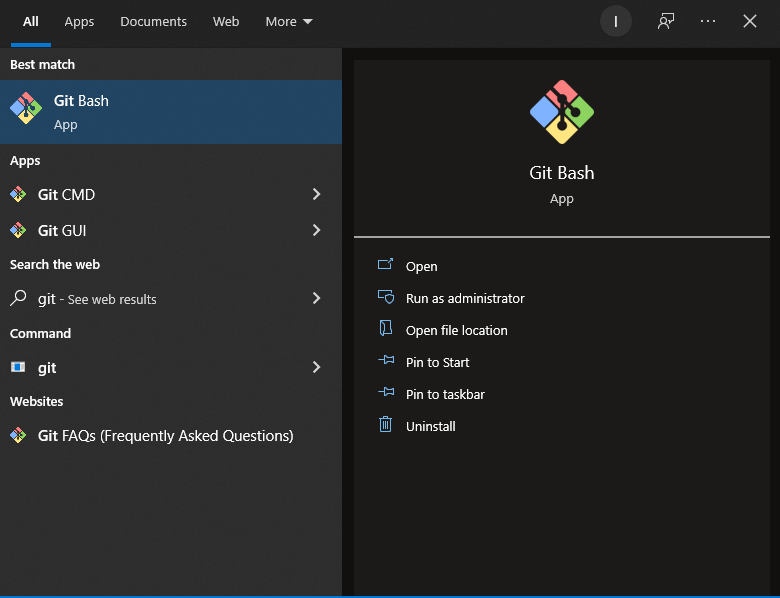 All Apps Documents Web More I
Best match
Git Bash
App
Apps
Git CMD
Git GUI
Search the web
git - See web results
Command
git
Websites
Git FAQs (Frequently Asked Questions)
Git Bash
App
Open
Run as administrator
Open file location
Pin to Start
Pin to taskbar
Uninstall